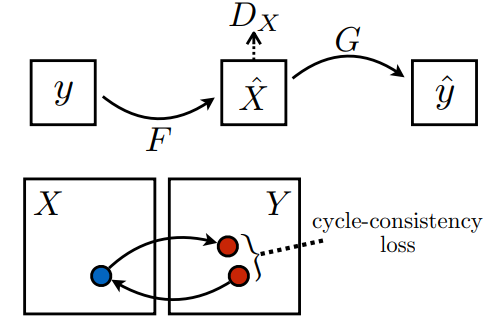 D_X
G
y
X̂
ŷ
F
X
Y
cycle-consistency
loss